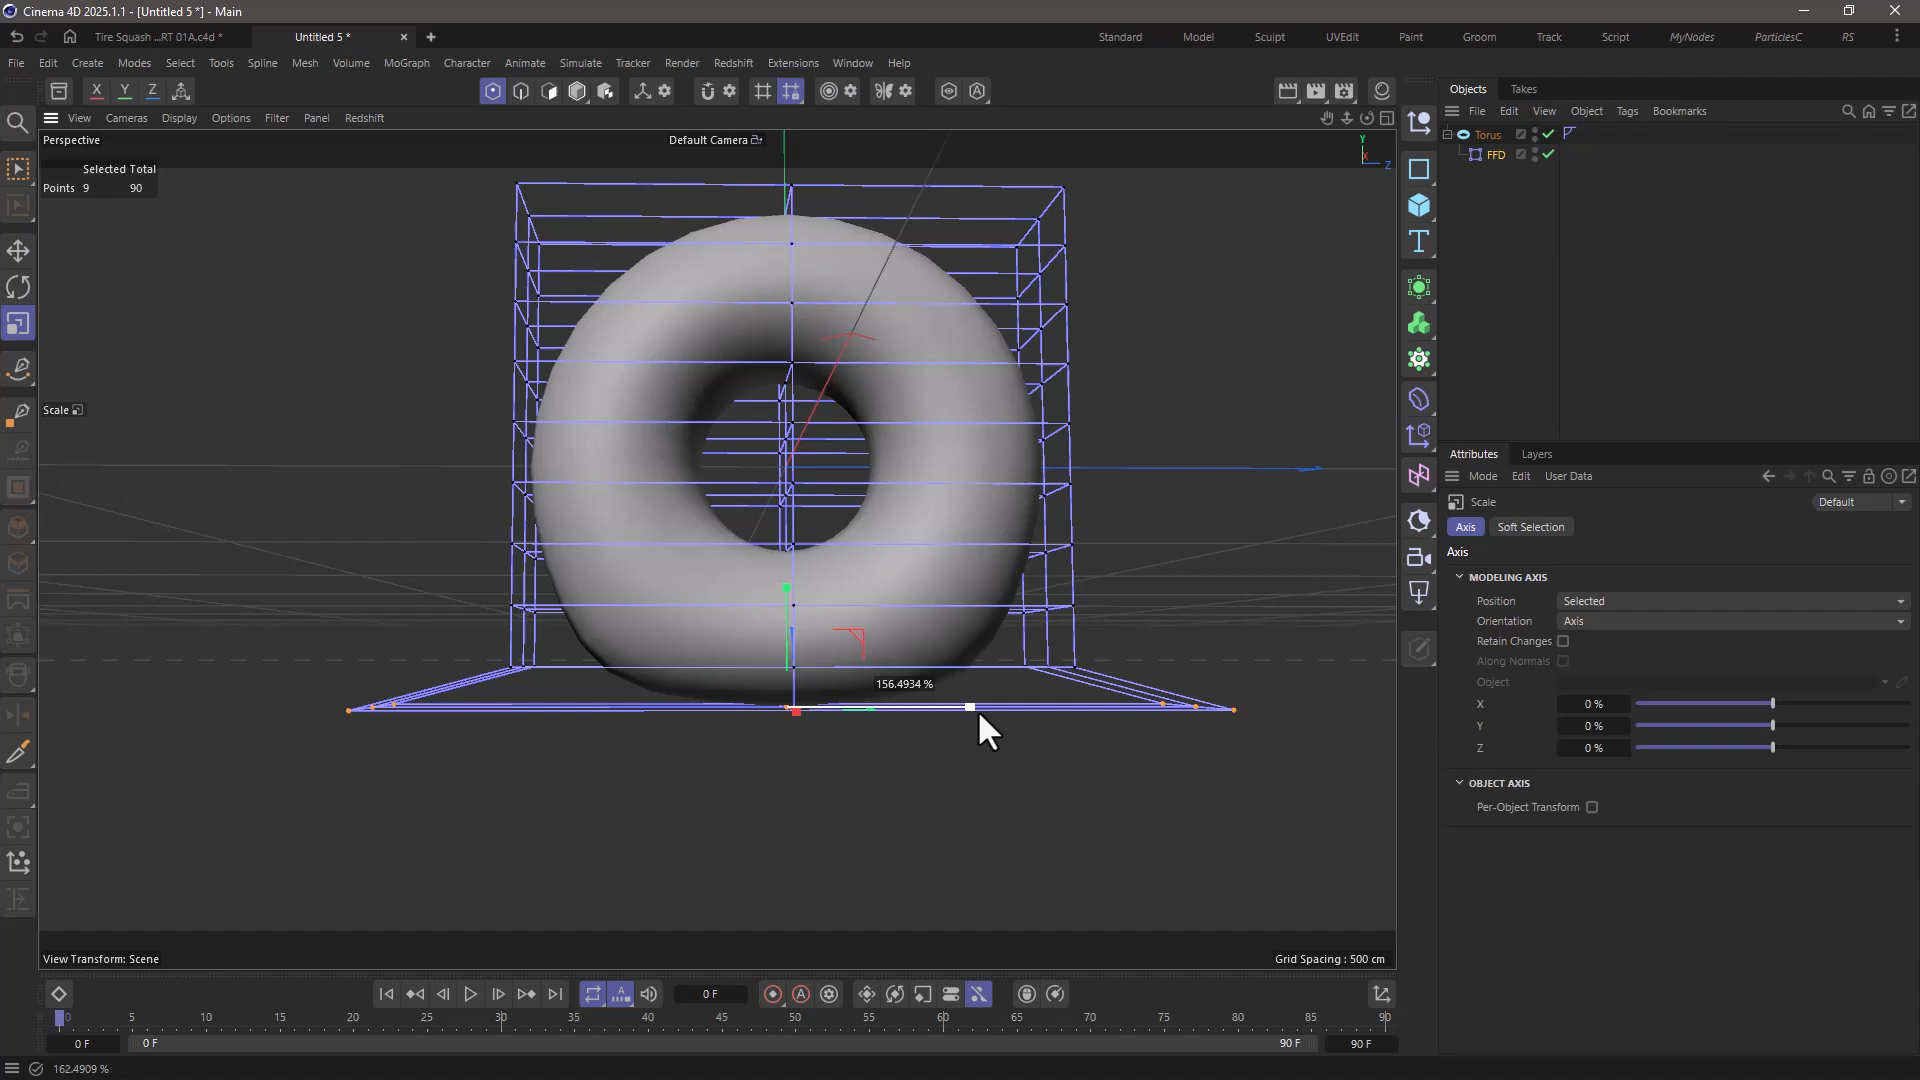 Cinema 4D 2025.1.1 - [Untitled 5 *] - Main
Tire Squash ...RT 01A.c4d *
Untitled 5 *
Standard
Model
Sculpt
UVEdit
Paint
Groom
Track
Script
MyNodes
ParticlesC
RS
File
Edit
Create
Modes
Select
Tools
Spline
Mesh
Volume
MoGraph
Character
Animate
Simulate
Tracker
Render
Redshift
Extensions
Window
Help
X
Y
Z
Objects
Takes
View
Cameras
Display
Options
Filter
Panel
Redshift
File
Edit
View
Object
Tags
Bookmarks
Perspective
Default Camera
Y
X
Z
Torus
FFD
Selected Total
Points 9 90
Scale
156.4934 %
Attributes
Layers
Mode
Edit
User Data
Scale
Default
Axis
Soft Selection
Axis
MODELING AXIS
Position
Selected
Orientation
Axis
Retain Changes
Along Normals
Object
X
0 %
Y
0 %
Z
0 %
OBJECT AXIS
Per-Object Transform
View Transform: Scene
Grid Spacing : 500 cm
0 F
0
5
10
15
20
25
30
35
40
45
50
55
60
65
70
75
80
85
90
0 F
0 F
90 F
90 F
162.4909 %